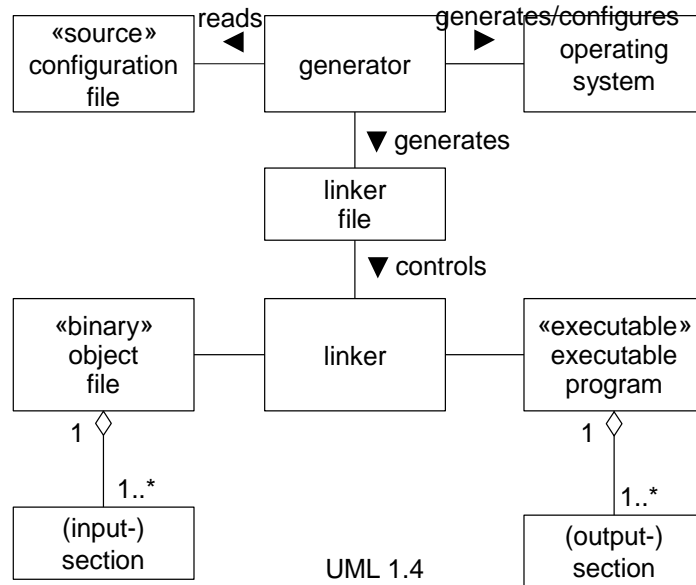 reads
generates/configures
«source»
configuration
file
generator
operating
system
generates
linker
file
controls
«binary»
object
file
linker
«executable»
executable
program
1
1..*
1
1..*
(input-)
section
(output-)
section
UML 1.4